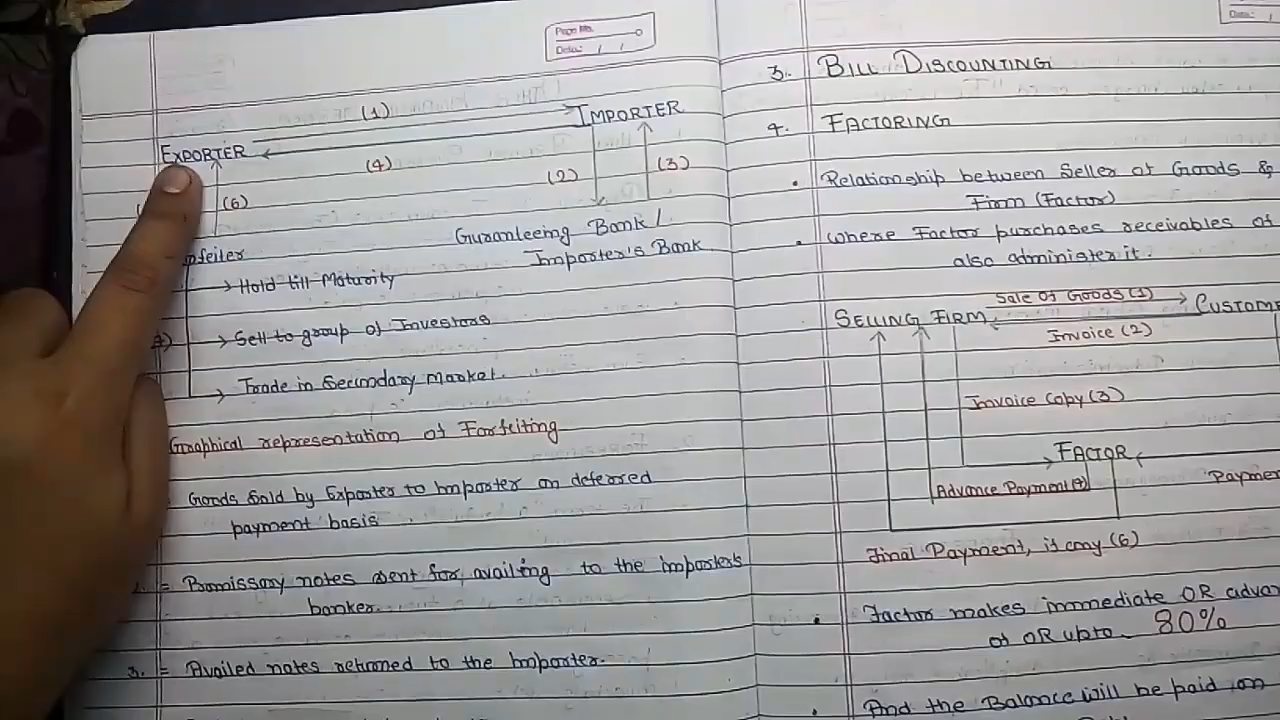 Page No.
Date: / /
(1)
IMPORTER
EXPORTER
(4)
(2)
(3)
(6)
Guranleeing Bank /
Importer's Bank
→ Hold till Maturity
→ Sell to group of Investors
→ Trade in Secondary Market.
Graphical representation of Forfeiting
Goods Sold by Exporter to Importer on deferred
payment basis
= Promissary notes sent for availing to the importer's
banker.
3. = Availed notes returned to the Importer.
Date: /
3. BILL DISCOUNTING
4. FACTORING
• Relationship between Seller of Goods &
Firm (Factor)
• where Factor purchases receivables of
also administer it.
Sale of Goods (1)
SELLING FIRM
Invoice (2)
Invoice Copy (3)
FACTOR
Advance Payment
Final Payment, if any (6)
• Factor makes immediate OR
of OR upto 80%
• And the Balance will be paid on